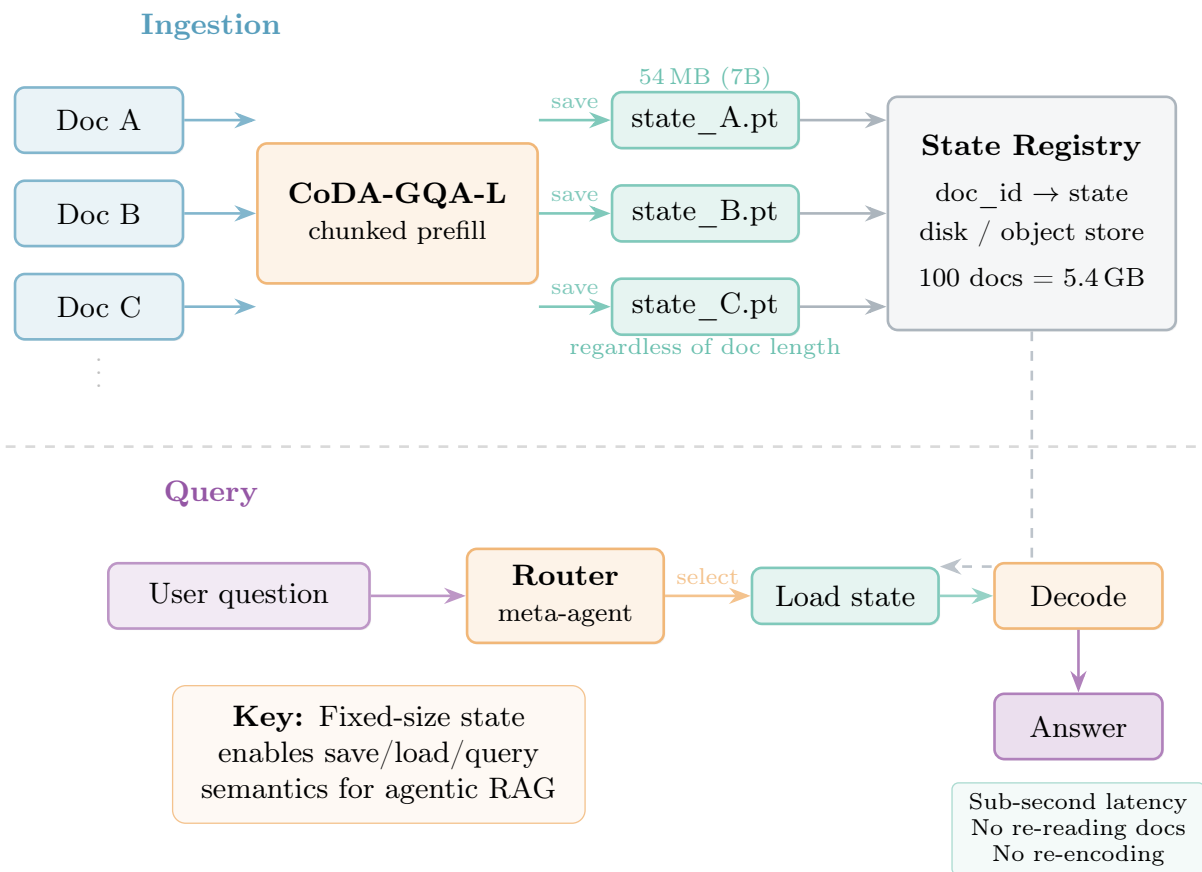 Ingestion
Doc A
Doc B
Doc C
CoDA-GQA-L
chunked prefill
save
save
save
54 MB (7B)
state_A.pt
state_B.pt
state_C.pt
regardless of doc length
State Registry
doc_id → state
disk / object store
100 docs = 5.4 GB
Query
User question
Router
meta-agent
select
Load state
Decode
Answer
Key: Fixed-size state
enables save/load/query
semantics for agentic RAG
Sub-second latency
No re-reading docs
No re-encoding